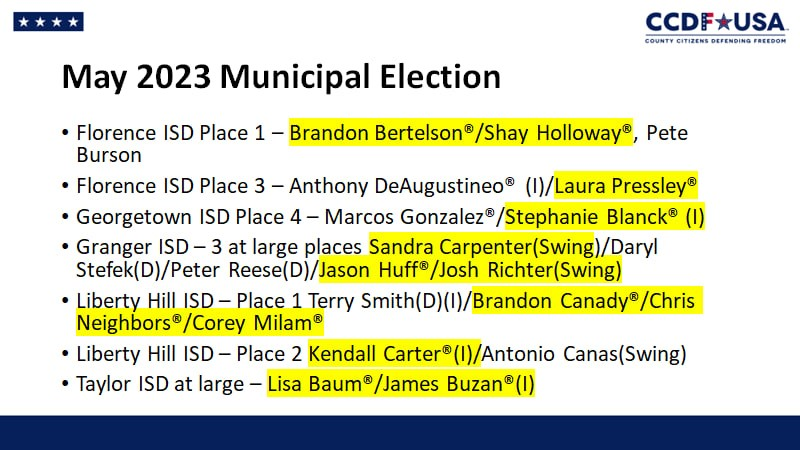 CCDF★USA
COUNTY CITIZENS DEFENDING FREEDOM
May 2023 Municipal Election
• Florence ISD Place 1 – Brandon Bertelson®/Shay Holloway®, Pete
Burson
• Florence ISD Place 3 – Anthony DeAugustineo® (I)/Laura Pressley®
• Georgetown ISD Place 4 – Marcos Gonzalez®/Stephanie Blanck® (I)
• Granger ISD – 3 at large places Sandra Carpenter(Swing)/Daryl
Stefek(D)/Peter Reese(D)/Jason Huff®/Josh Richter(Swing)
• Liberty Hill ISD – Place 1 Terry Smith(D)(I)/Brandon Canady®/Chris
Neighbors®/Corey Milam®
• Liberty Hill ISD – Place 2 Kendall Carter®(I)/Antonio Canas(Swing)
• Taylor ISD at large – Lisa Baum®/James Buzan®(I)